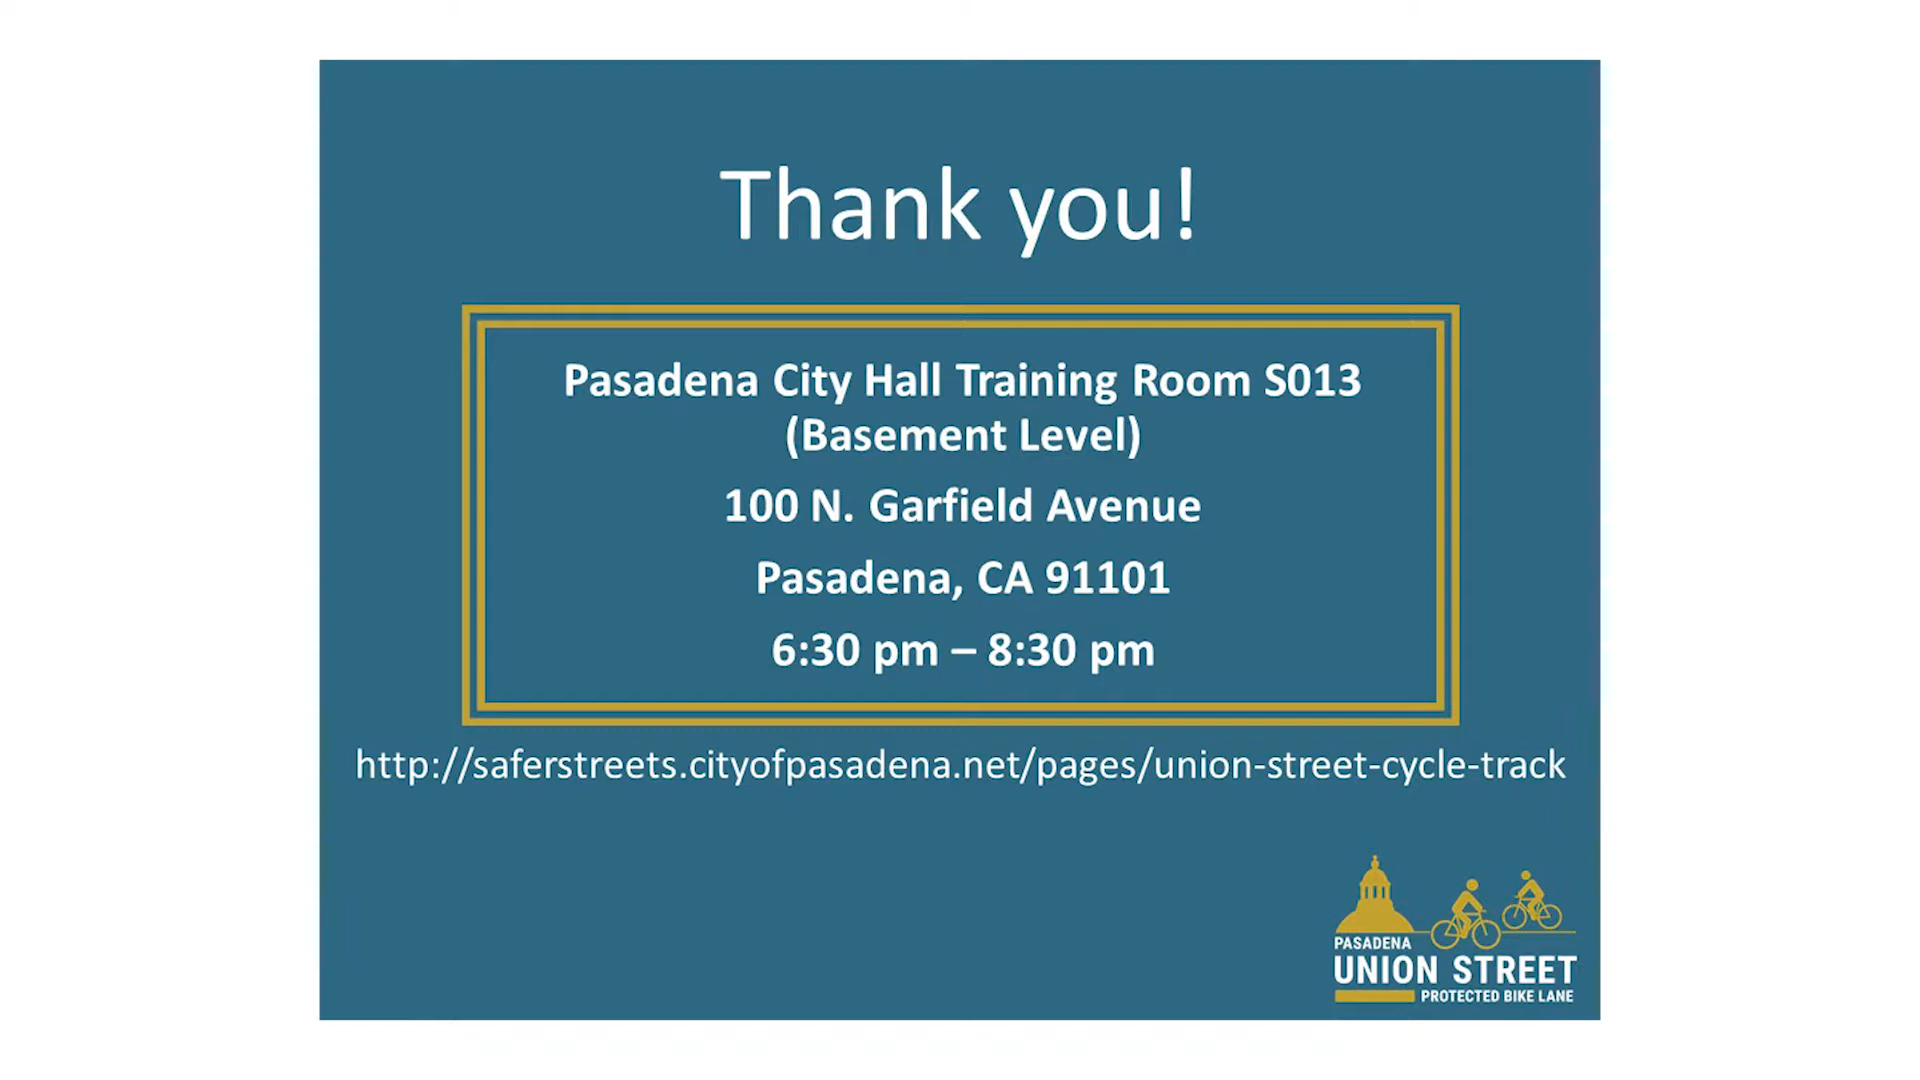 Thank you!
Pasadena City Hall Training Room S013
(Basement Level)
100 N. Garfield Avenue
Pasadena, CA 91101
6:30 pm – 8:30 pm
http://saferstreets.cityofpasadena.net/pages/union-street-cycle-track
PASADENA
UNION STREET
PROTECTED BIKE LANE